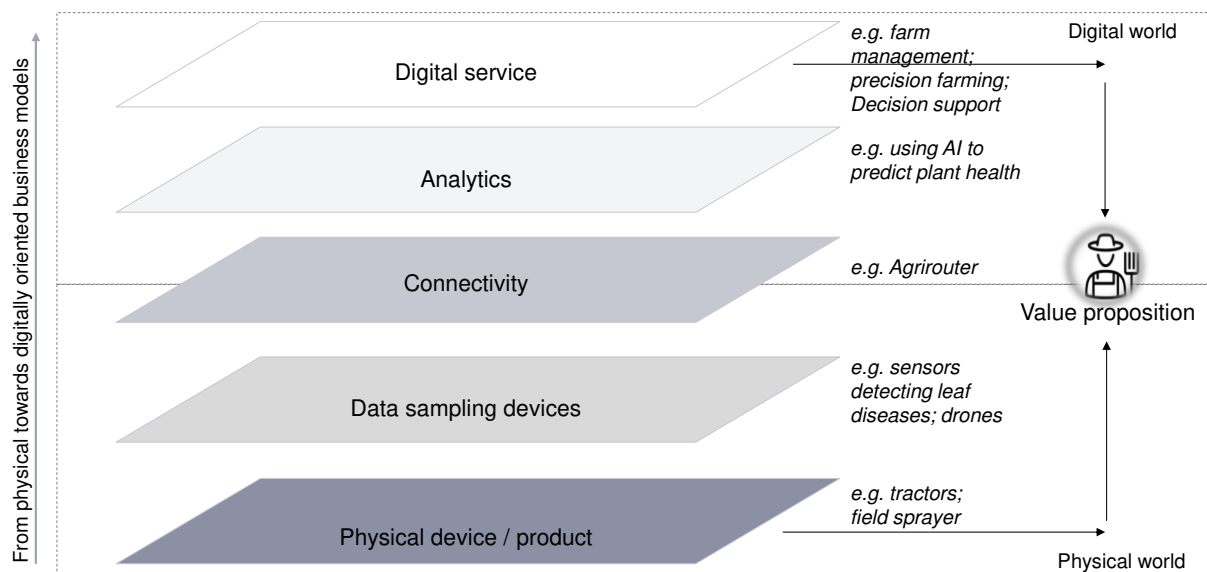 From physical towards digitally oriented business models
Digital service
e.g. farm
management;
precision farming;
Decision support
Digital world
Analytics
e.g. using AI to
predict plant health
Connectivity
e.g. Agrirouter
Value proposition
Data sampling devices
e.g. sensors
detecting leaf
diseases; drones
Physical device / product
e.g. tractors;
field sprayer
Physical world